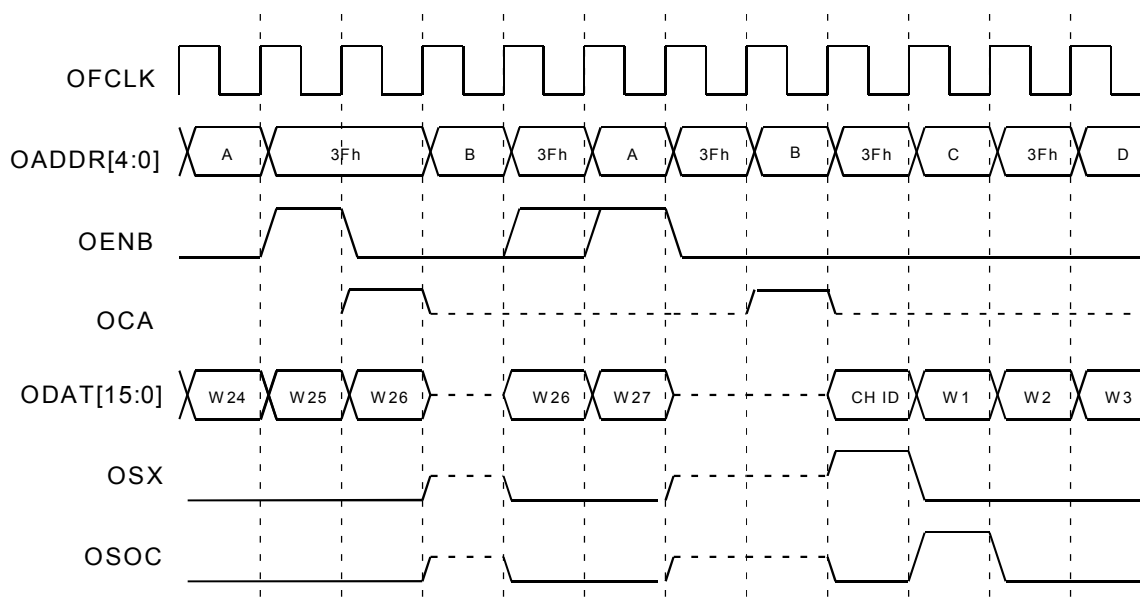 OFCLK
OADDR[4:0] A 3Fh B 3Fh A 3Fh B 3Fh C 3Fh D
OENB
OCA
ODAT[15:0] W24 W25 W26 W26 W27 CH ID W1 W2 W3
OSX
OSOC